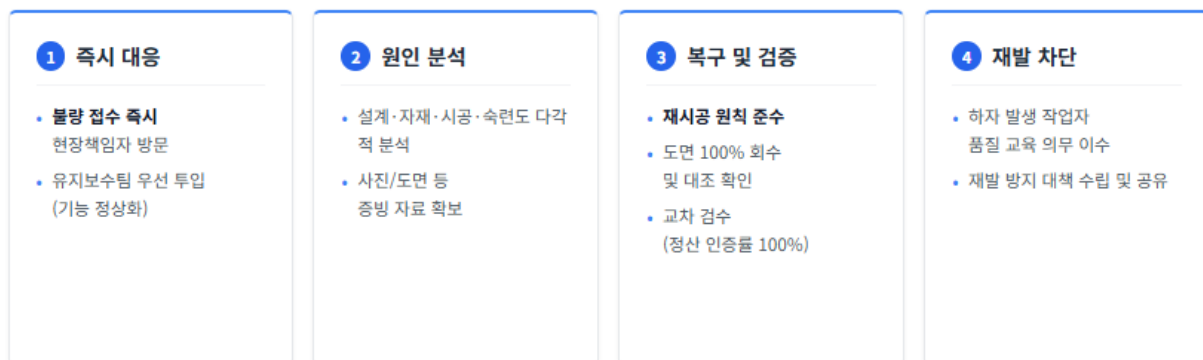 1 즉시 대응
• 불량 접수 즉시
현장책임자 방문
• 유지보수팀 우선 투입
(기능 정상화)
2 원인 분석
• 설계·자재·시공·숙련도 다각
적 분석
• 사진/도면 등
증빙 자료 확보
3 복구 및 검증
• 재시공 원칙 준수
• 도면 100% 회수
및 대조 확인
• 교차 검수
(정산 인증률 100%)
4 재발 차단
• 하자 발생 작업자
품질 교육 의무 이수
• 재발 방지 대책 수립 및 공유